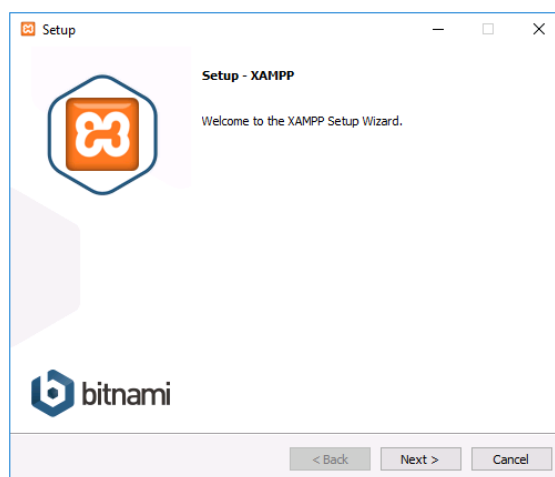 Setup
Setup - XAMPP
Welcome to the XAMPP Setup Wizard.
bitnami
< Back
Next >
Cancel